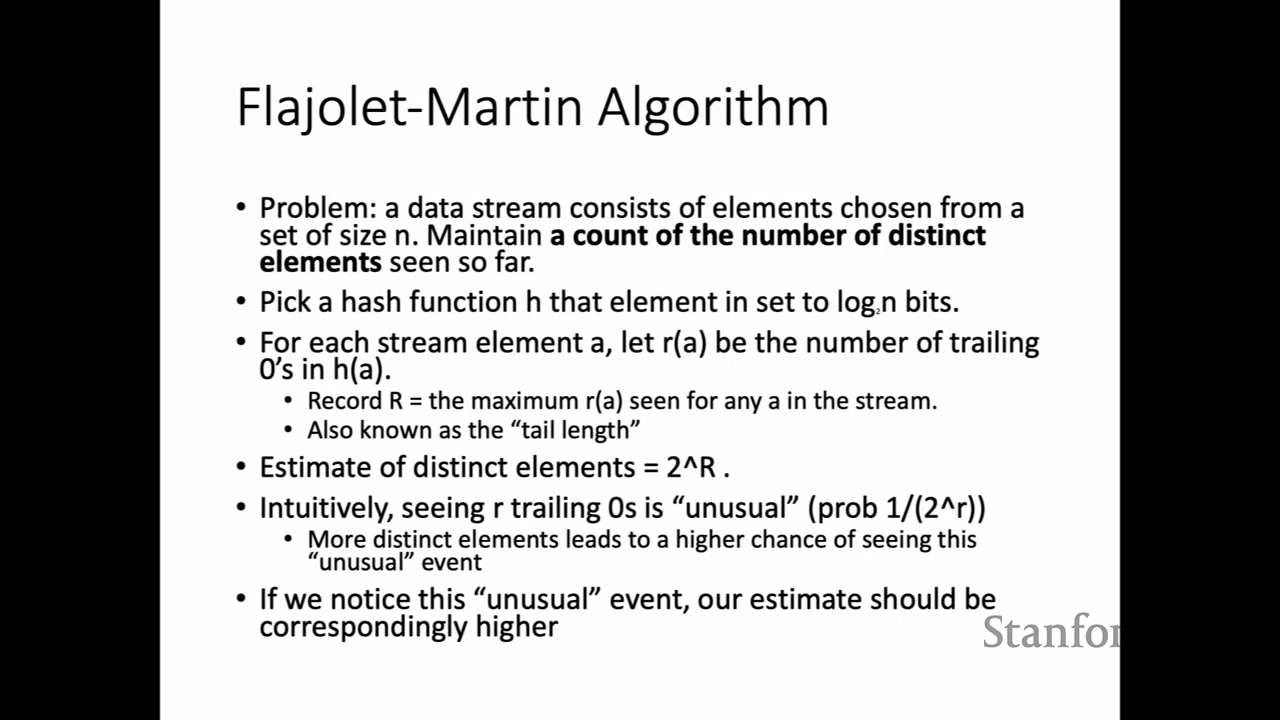 Flajolet-Martin Algorithm
• Problem: a data stream consists of elements chosen from a
set of size n. Maintain a count of the number of distinct
elements seen so far.
• Pick a hash function h that element in set to log₂n bits.
• For each stream element a, let r(a) be the number of trailing
0’s in h(a).
• Record R = the maximum r(a) seen for any a in the stream.
• Also known as the “tail length”
• Estimate of distinct elements = 2^R .
• Intuitively, seeing r trailing 0s is “unusual” (prob 1/(2^r))
• More distinct elements leads to a higher chance of seeing this
“unusual” event
• If we notice this “unusual” event, our estimate should be
correspondingly higher
Stanfor